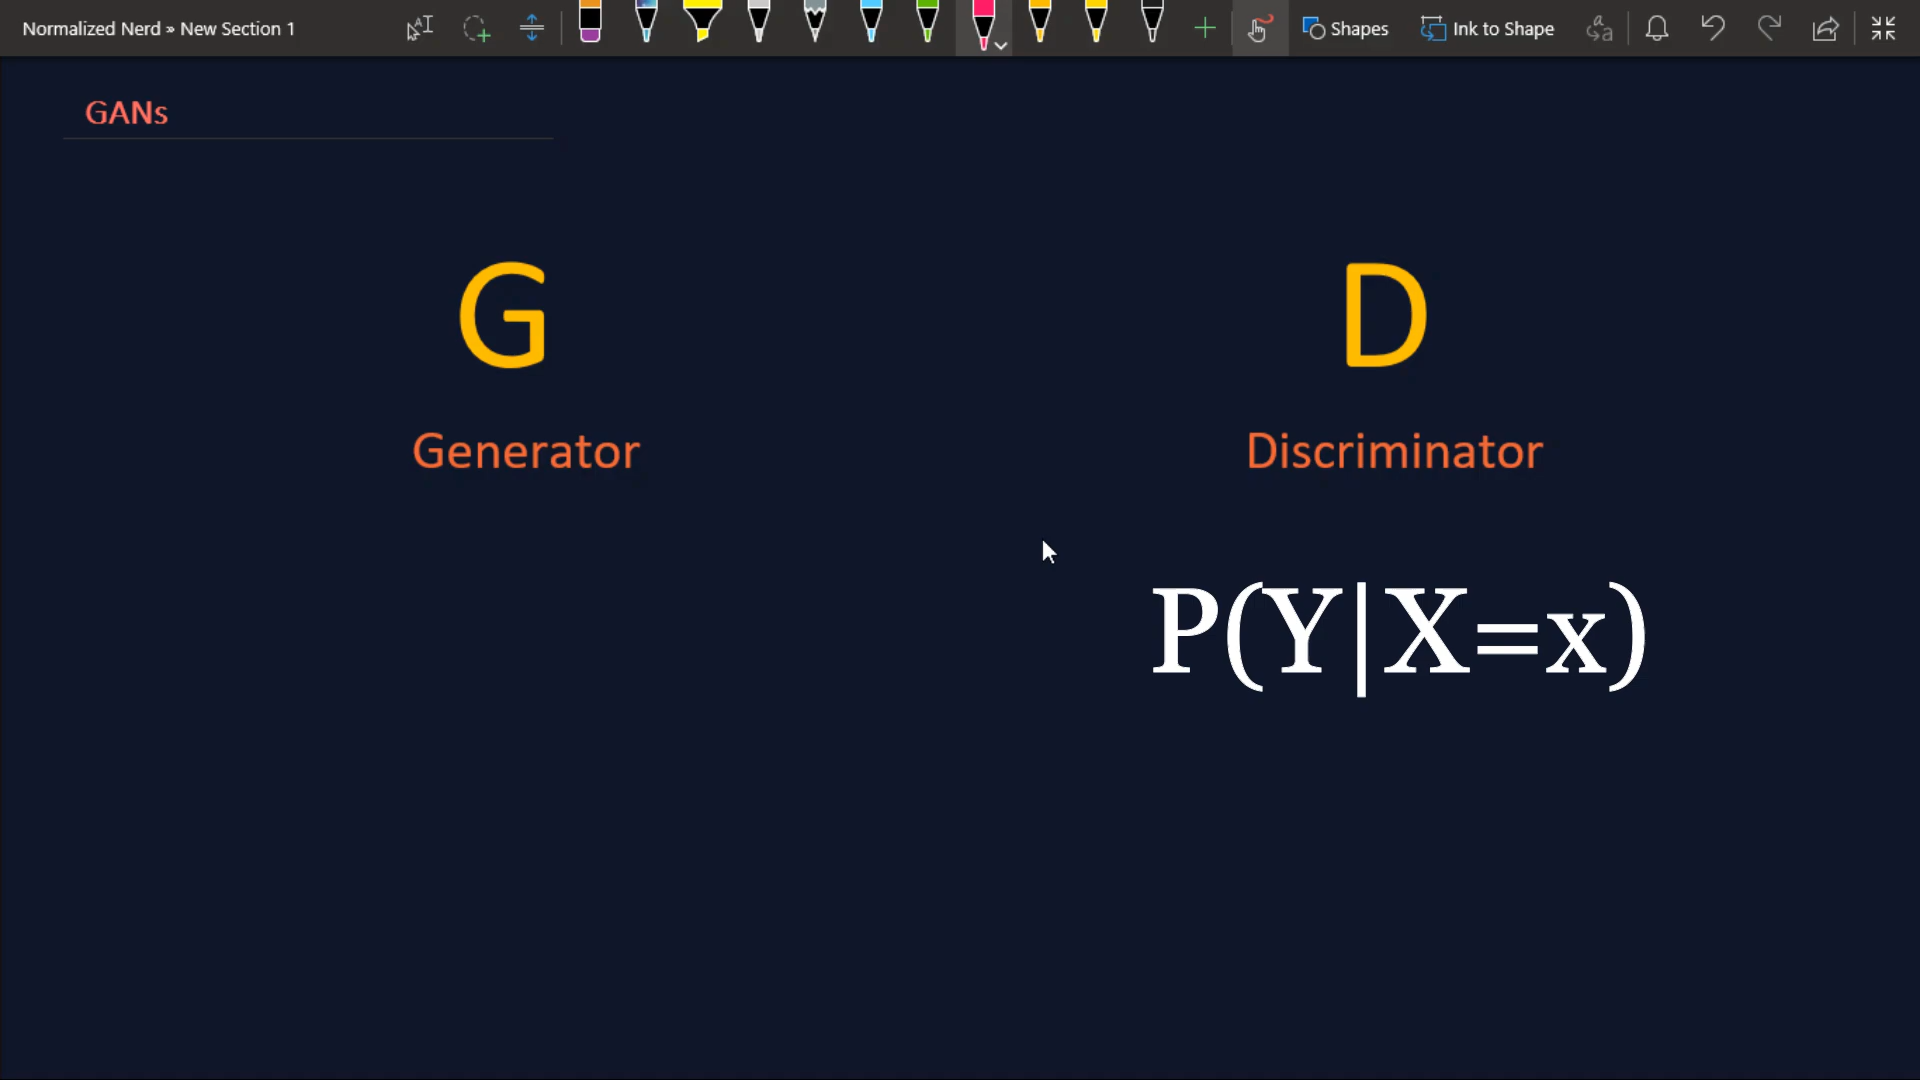 Normalized Nerd » New Section 1
Shapes
Ink to Shape
GANs
G
D
Generator
Discriminator
P(Y|X=x)